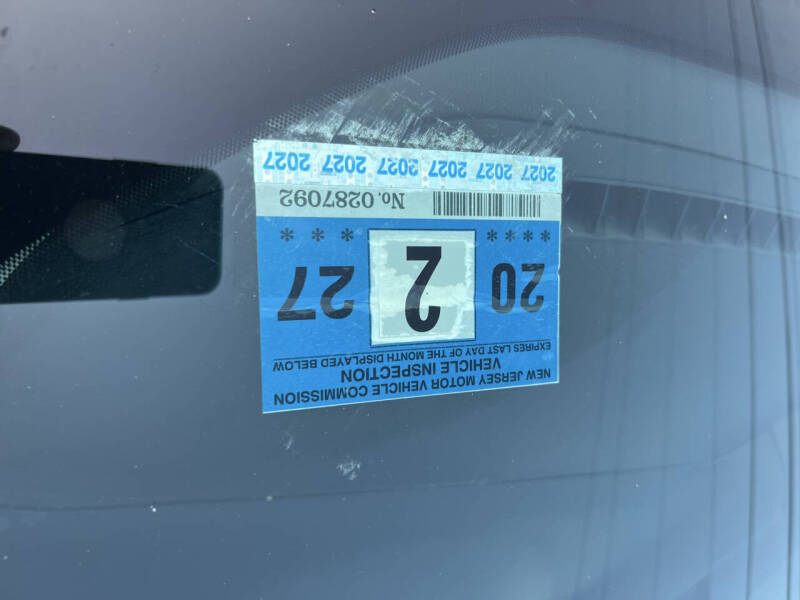 NEW JERSEY MOTOR VEHICLE COMMISSION
VEHICLE INSPECTION
EXPIRES LAST DAY OF THE MONTH DISPLAYED BELOW
20 2 27
**** ***
No. 0287092
2027 2027 2027 2027 2027 2027